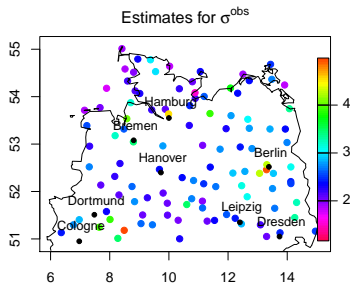 Estimates for σobs
55
54
53
52
51
6 8 10 12 14
Hamburg
Bremen
Hanover
Berlin
Dortmund
Leipzig
Cologne
Dresden
4
3
2